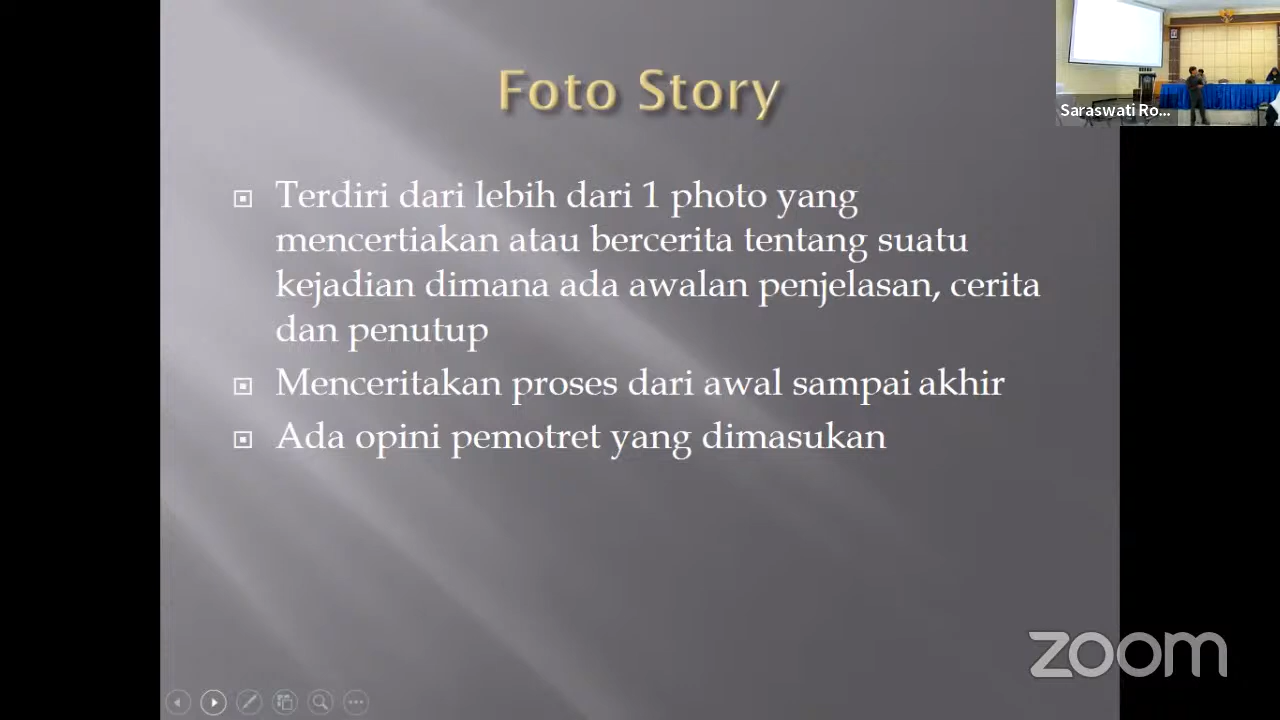 Foto Story
Saraswati Ro...
Terdiri dari lebih dari 1 photo yang
mencertiakan atau bercerita tentang suatu
kejadian dimana ada awalan penjelasan, cerita
dan penutup
Menceritakan proses dari awal sampai akhir
Ada opini pemotret yang dimasukan
zoom